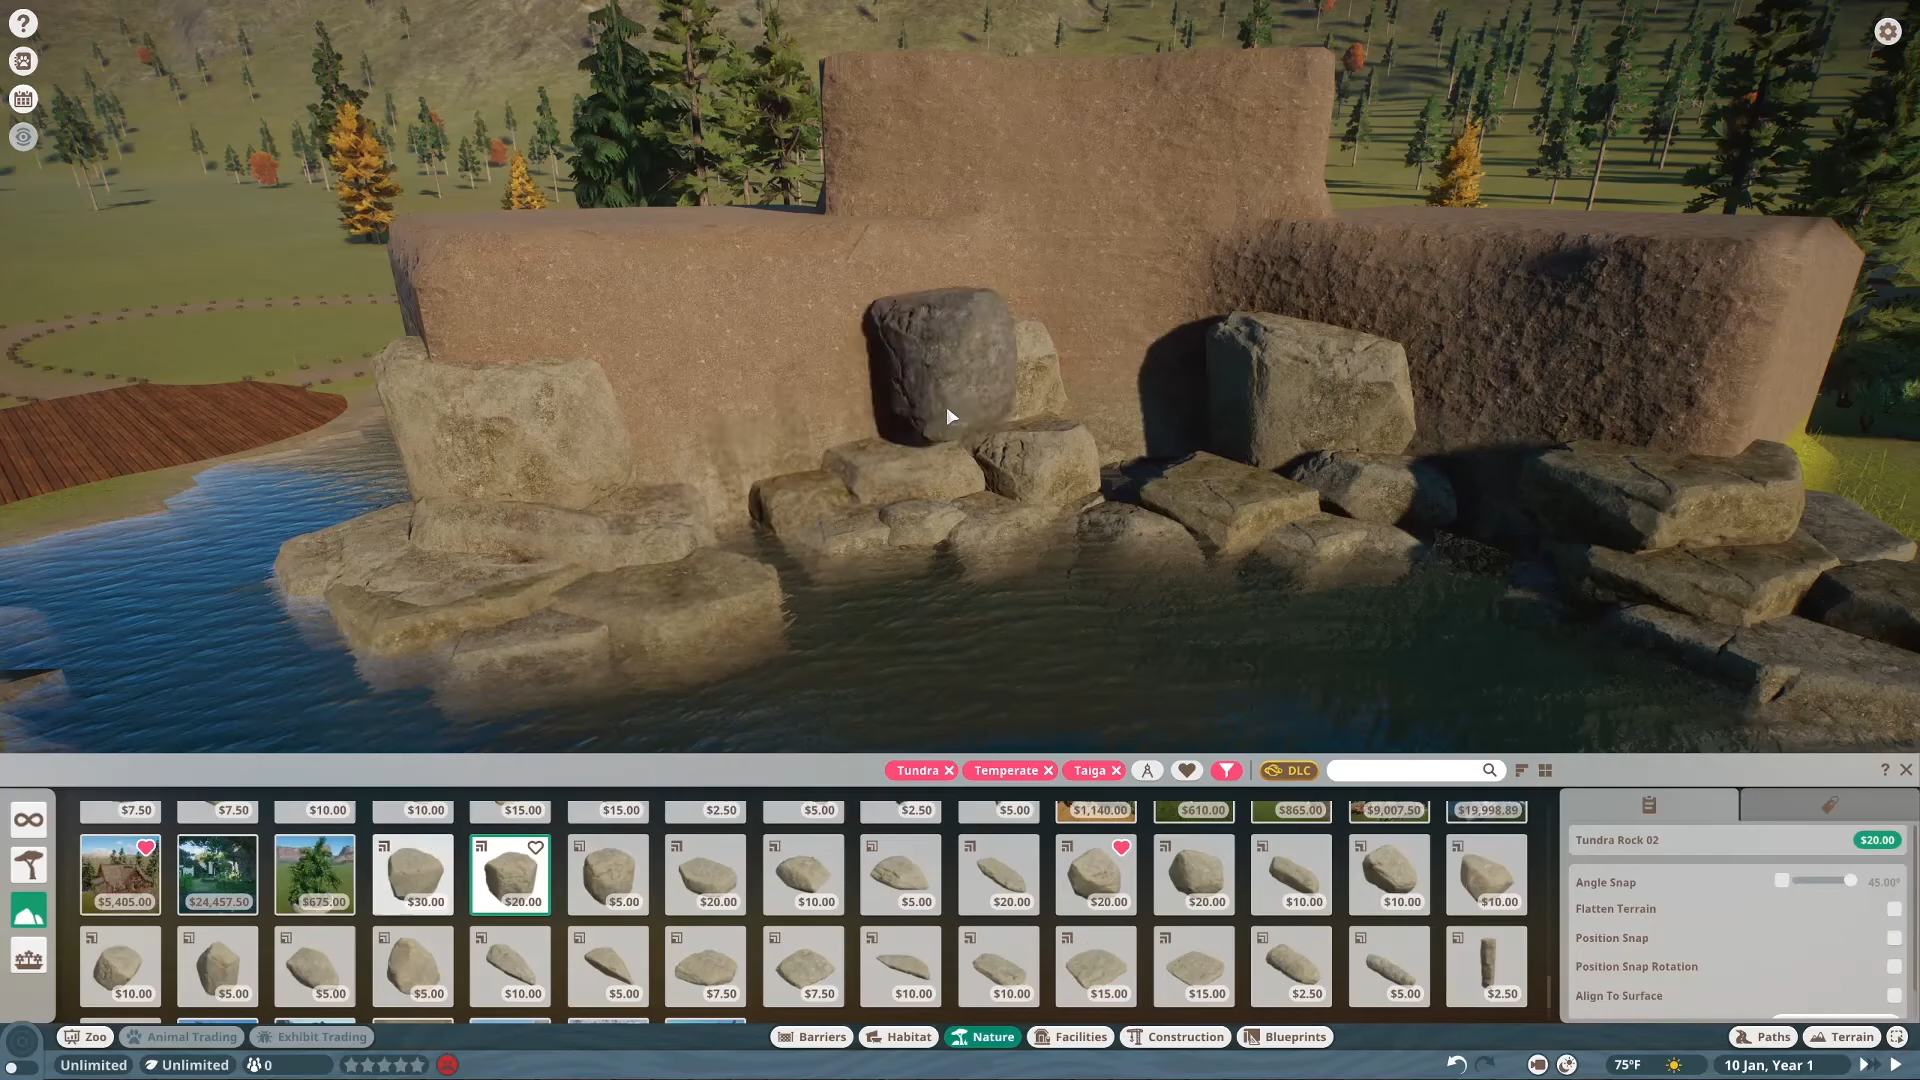 Tundra Temperate Taiga DLC
$7.50 $7.50 $10.00 $10.00 $15.00 $15.00 $2.50 $5.00 $2.50 $5.00 $1,140.00 $610.00 $865.00 $9,007.50 $19,998.89
$5,405.00 $24,457.50 $675.00 $30.00 $20.00 $5.00 $20.00 $10.00 $5.00 $20.00 $20.00 $20.00 $10.00 $10.00 $10.00
$10.00 $5.00 $5.00 $5.00 $10.00 $5.00 $7.50 $7.50 $10.00 $10.00 $15.00 $15.00 $2.50 $5.00 $2.50
Tundra Rock 02 $20.00
Angle Snap 45.00°
Flatten Terrain
Position Snap
Position Snap Rotation
Align To Surface
Zoo Animal Trading Exhibit Trading Barriers Habitat Nature Facilities Construction Blueprints Paths Terrain
Unlimited Unlimited 0 75°F 10 Jan, Year 1